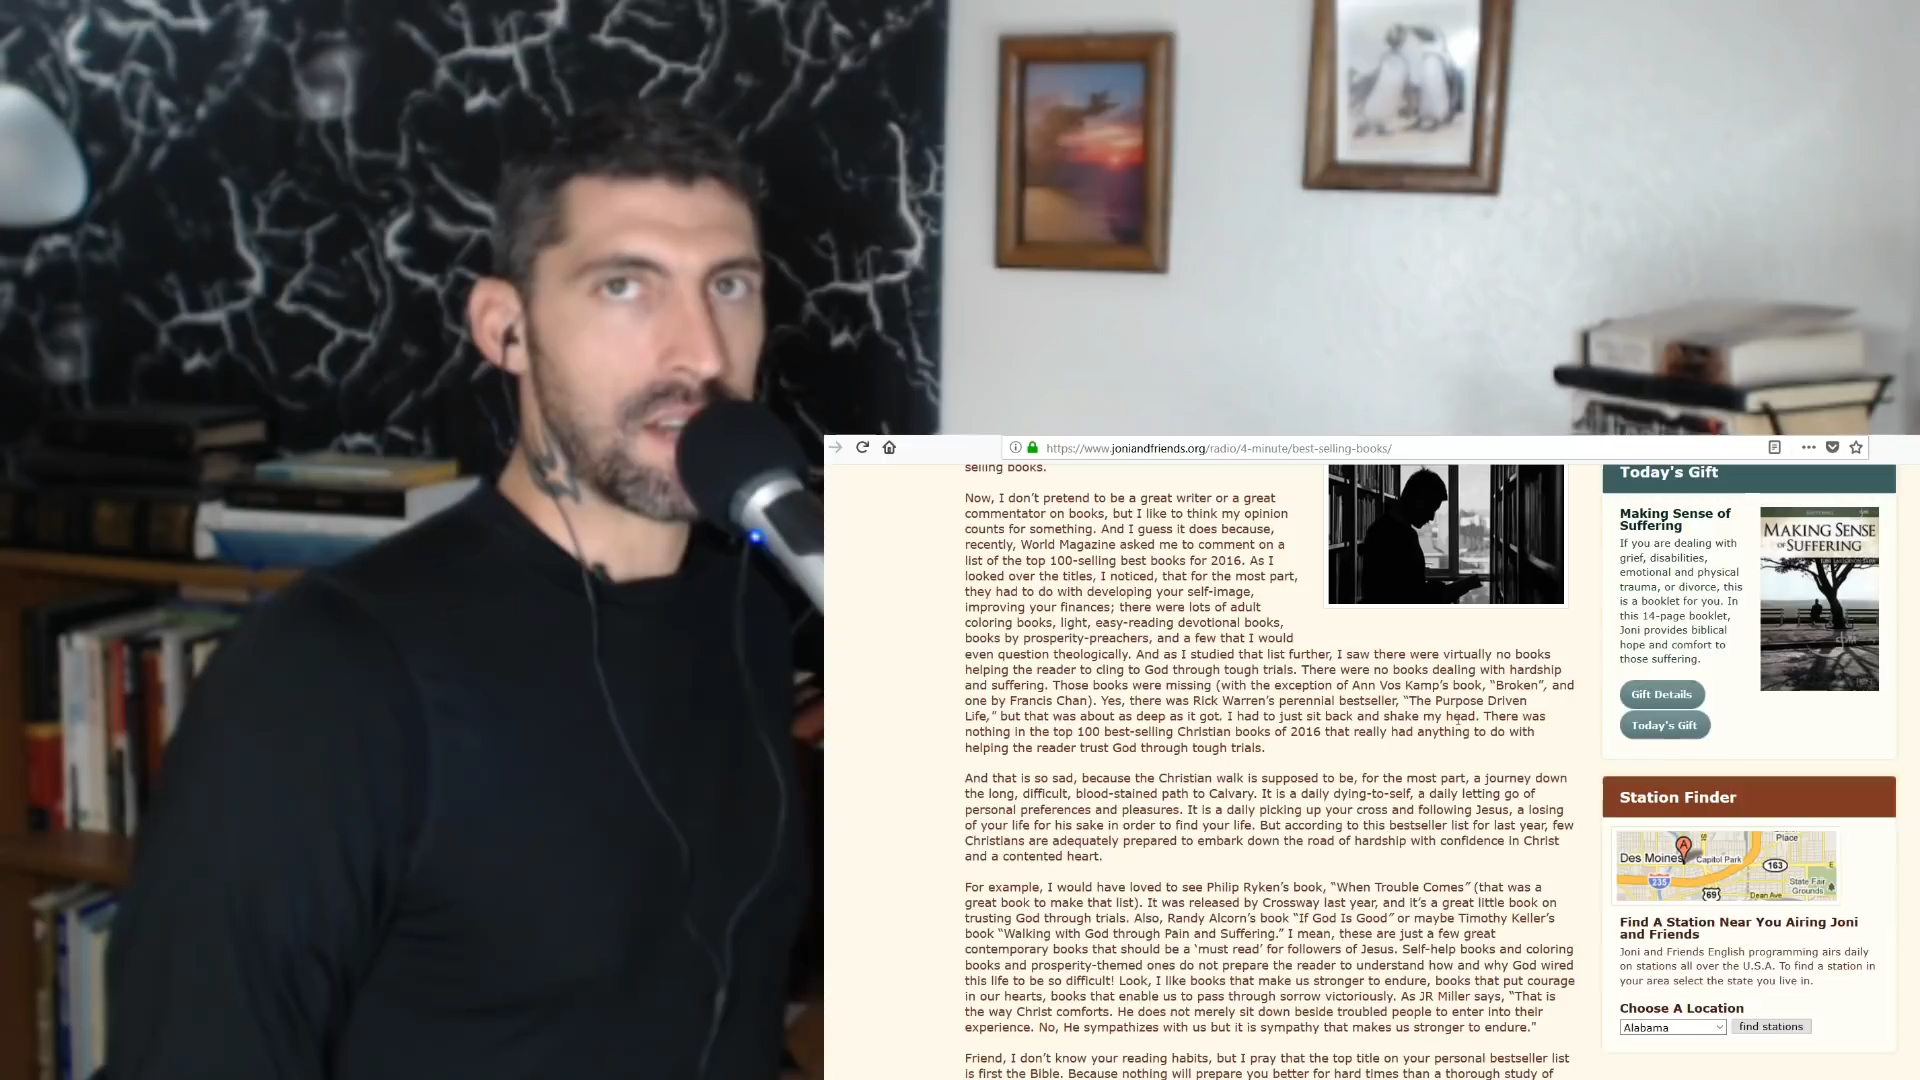 https://www.joniandfriends.org/radio/4-minute/best-selling-books/
selling books.
Now, I don't pretend to be a great writer or a great
commentator on books, but I like to think my opinion
counts for something. And I guess it does because,
recently, World Magazine asked me to comment on a
list of the top 100-selling best books for 2016. As I
looked over the titles, I noticed, that for the most part,
they had to do with developing your self-image,
improving your finances; there were lots of adult
coloring books, light, easy-reading devotional books,
books by prosperity-preachers, and a few that I would
even question theologically. And as I studied that list further, I saw there were virtually no books
helping the reader to cling to God through tough trials. There were no books dealing with hardship
and suffering. Those books were missing (with the exception of Ann Vos Kamp's book, "Broken", and
one by Francis Chan). Yes, there was Rick Warren's perennial bestseller, "The Purpose Driven
Life," but that was about as deep as it got. I had to just sit back and shake my head. There was
nothing in the top 100 best-selling Christian books of 2016 that really had anything to do with
helping the reader trust God through tough trials.
And that is so sad, because the Christian walk is supposed to be, for the most part, a journey down
the long, difficult, blood-stained path to Calvary. It is a daily dying-to-self, a daily letting go of
personal preferences and pleasures. It is a daily picking up your cross and following Jesus, a losing
of your life for his sake in order to find your life. But according to this bestseller list for last year, few
Christians are adequately prepared to embark down the road of hardship with confidence in Christ
and a contented heart.
For example, I would have loved to see Philip Ryken's book, "When Trouble Comes" (that was a
great book to make that list). It was released by Crossway last year, and it's a great little book on
trusting God through trials. Also, Randy Alcorn's book "If God Is Good" or maybe Timothy Keller's
book "Walking with God through Pain and Suffering." I mean, these are just a few great
contemporary books that should be a 'must read' for followers of Jesus. Self-help books and coloring
books and prosperity-themed ones do not prepare the reader to understand how and why God wired
this life to be so difficult! Look, I like books that make us stronger to endure, books that put courage
in our hearts, books that enable us to pass through sorrow victoriously. As JR Miller says, "That is
the way Christ comforts. He does not merely sit down beside troubled people to enter into their
experience. No, He sympathizes with us but it is sympathy that makes us stronger to endure."
Friend, I don't know your reading habits, but I pray that the top title on your personal bestseller list
is first the Bible. Because nothing will prepare you better for hard times than a thorough study of
Today's Gift
Making Sense of
Suffering
If you are dealing with
grief, disabilities,
emotional and physical
trauma, or divorce, this
is a booklet for you. In
this 14-page booklet,
Joni provides biblical
hope and comfort to
those suffering.
MAKING SENSE
OF SUFFERING
Gift Details
Today's Gift
Station Finder
Place
Des Moines
A
Capitol Park
163
235
69
State Fair
Grounds
Dean Ave
Find A Station Near You Airing Joni
and Friends
Joni and Friends English programming airs daily
on stations all over the U.S.A. To find a station in
your area select the state you live in.
Choose A Location
Alabama
find stations